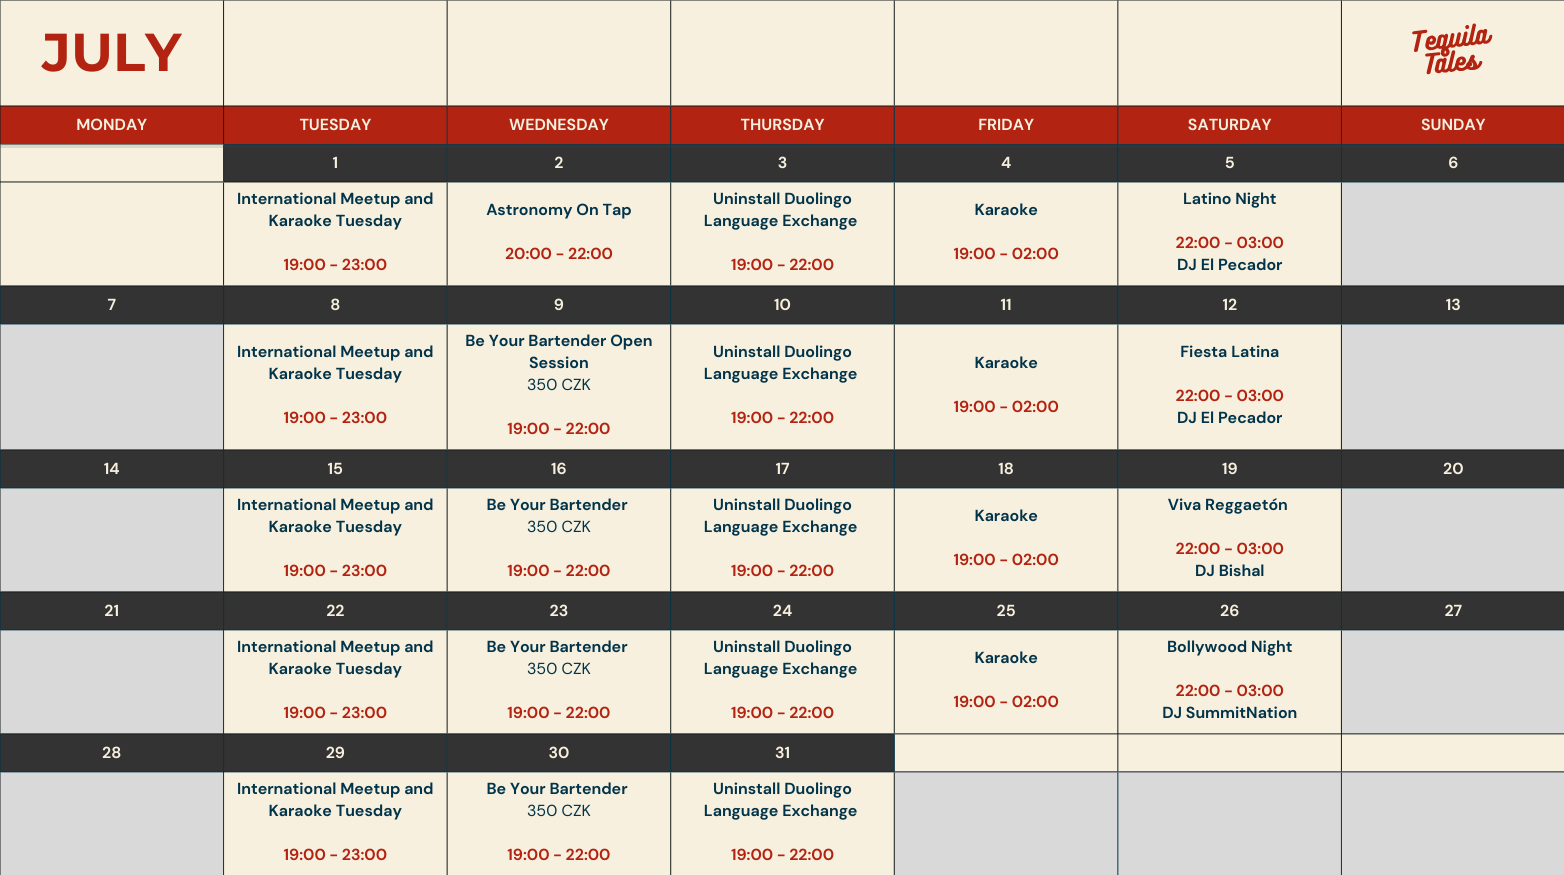 JULY
Tequila
Tales
MONDAY
TUESDAY
WEDNESDAY
THURSDAY
FRIDAY
SATURDAY
SUNDAY
1
2
3
4
5
6
International Meetup and
Karaoke Tuesday
19:00 - 23:00
Astronomy On Tap
20:00 - 22:00
Uninstall Duolingo
Language Exchange
19:00 - 22:00
Karaoke
19:00 - 02:00
Latino Night
22:00 - 03:00
DJ El Pecador
7
8
9
10
11
12
13
International Meetup and
Karaoke Tuesday
19:00 - 23:00
Be Your Bartender Open
Session
350 CZK
19:00 - 22:00
Uninstall Duolingo
Language Exchange
19:00 - 22:00
Karaoke
19:00 - 02:00
Fiesta Latina
22:00 - 03:00
DJ El Pecador
14
15
16
17
18
19
20
International Meetup and
Karaoke Tuesday
19:00 - 23:00
Be Your Bartender
350 CZK
19:00 - 22:00
Uninstall Duolingo
Language Exchange
19:00 - 22:00
Karaoke
19:00 - 02:00
Viva Reggaetón
22:00 - 03:00
DJ Bishal
21
22
23
24
25
26
27
International Meetup and
Karaoke Tuesday
19:00 - 23:00
Be Your Bartender
350 CZK
19:00 - 22:00
Uninstall Duolingo
Language Exchange
19:00 - 22:00
Karaoke
19:00 - 02:00
Bollywood Night
22:00 - 03:00
DJ SummitNation
28
29
30
31
International Meetup and
Karaoke Tuesday
19:00 - 23:00
Be Your Bartender
350 CZK
19:00 - 22:00
Uninstall Duolingo
Language Exchange
19:00 - 22:00